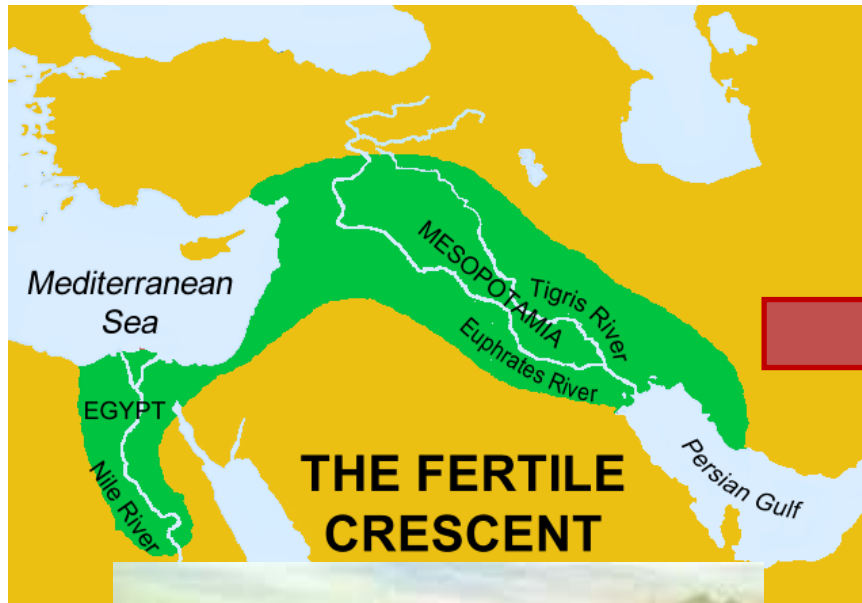 Mediterranean
Sea
MESOPOTAMIA
Tigris River
Euphrates River
EGYPT
Nile River
Persian Gulf
THE FERTILE
CRESCENT